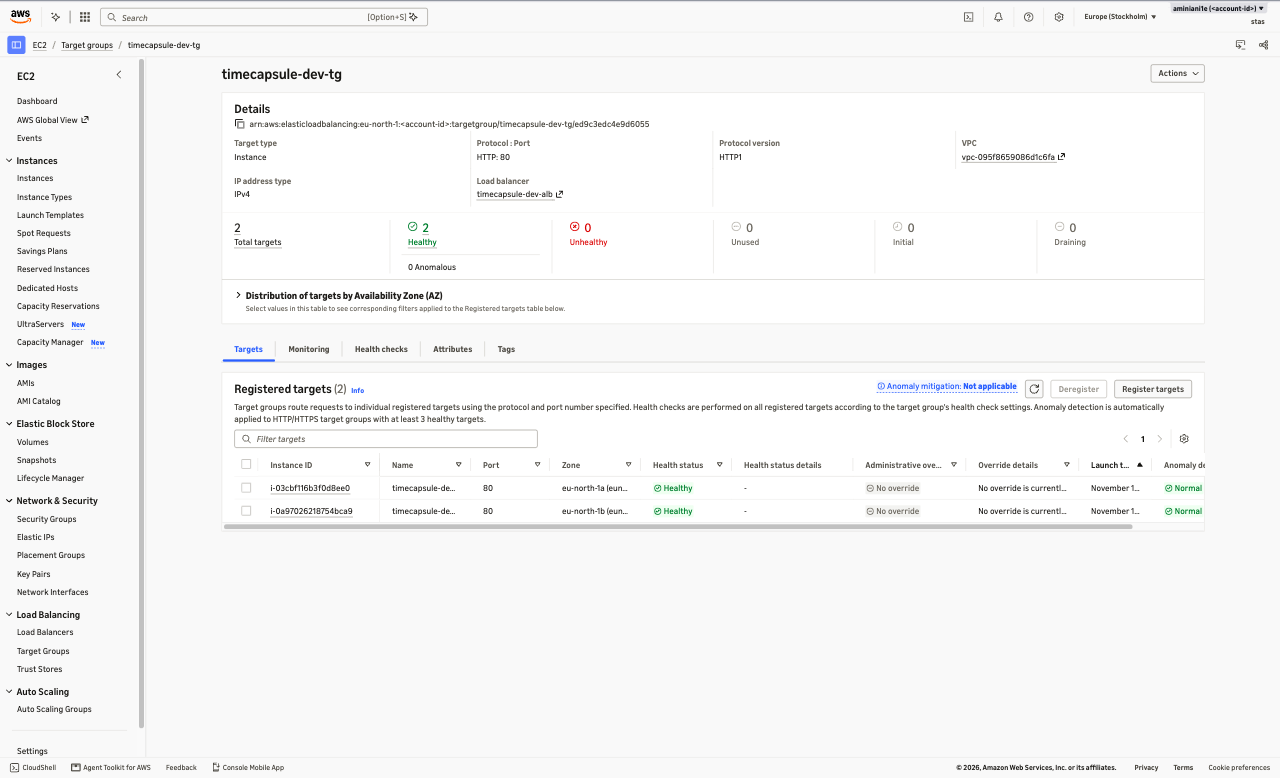 aws
Search
[Option+S]
Europe (Stockholm)
aminiani1e (<account-id>)
stas
EC2 / Target groups / timecapsule-dev-tg
EC2
Dashboard
AWS Global View
Events
Instances
Instances
Instance Types
Launch Templates
Spot Requests
Savings Plans
Reserved Instances
Dedicated Hosts
Capacity Reservations
UltraServers New
Capacity Manager New
Images
AMIs
AMI Catalog
Elastic Block Store
Volumes
Snapshots
Lifecycle Manager
Network & Security
Security Groups
Elastic IPs
Placement Groups
Key Pairs
Network Interfaces
Load Balancing
Load Balancers
Target Groups
Trust Stores
Auto Scaling
Auto Scaling Groups
Settings
timecapsule-dev-tg
Actions
Details
arn:aws:elasticloadbalancing:eu-north-1:<account-id>:targetgroup/timecapsule-dev-tg/ed9c3edc4e9d6055
Target type
Instance
Protocol : Port
HTTP: 80
Protocol version
HTTP1
VPC
vpc-095f8659086d1c6fa
IP address type
IPv4
Load balancer
timecapsule-dev-alb
2
Total targets
2
Healthy
0 Anomalous
0
Unhealthy
0
Unused
0
Initial
0
Draining
Distribution of targets by Availability Zone (AZ)
Select values in this table to see corresponding filters applied to the Registered targets table below.
Targets Monitoring Health checks Attributes Tags
Registered targets (2) Info
Anomaly mitigation: Not applicable
Deregister
Register targets
Target groups route requests to individual registered targets using the protocol and port number specified. Health checks are performed on all registered targets according to the target group's health check settings. Anomaly detection is automatically
applied to HTTP/HTTPS target groups with at least 3 healthy targets.
Filter targets
1
Instance ID Name Port Zone Health status Health status details Administrative ove... Override details Launch t... Anomaly de
i-03cbf116b3f0d8ee0 timecapsule-de... 80 eu-north-1a (eun... Healthy - No override No override is currentl... November 1... Normal
i-0a97026218754bca9 timecapsule-de... 80 eu-north-1b (eun... Healthy - No override No override is currentl... November 1... Normal
CloudShell Agent Toolkit for AWS Feedback Console Mobile App
© 2026, Amazon Web Services, Inc. or its affiliates. Privacy Terms Cookie preferences